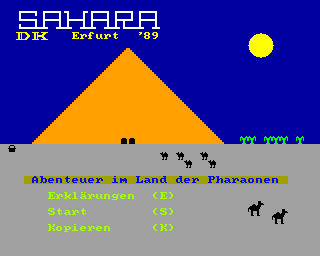 SAHARA
DK Erfurt '89
Abenteuer im Land der Pharaonen
Erklärungen (E)
Start (S)
Kopieren (K)